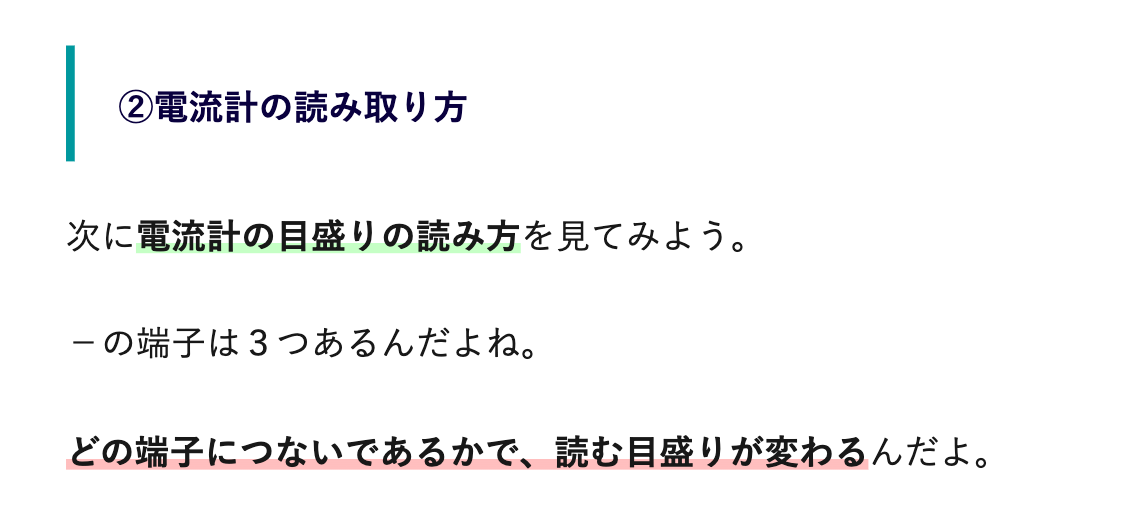 ②電流計の読み取り方
次に電流計の目盛りの読み方を見てみよう。
－の端子は３つあるんだよね。
どの端子につないであるかで、読む目盛りが変わるんだよ。